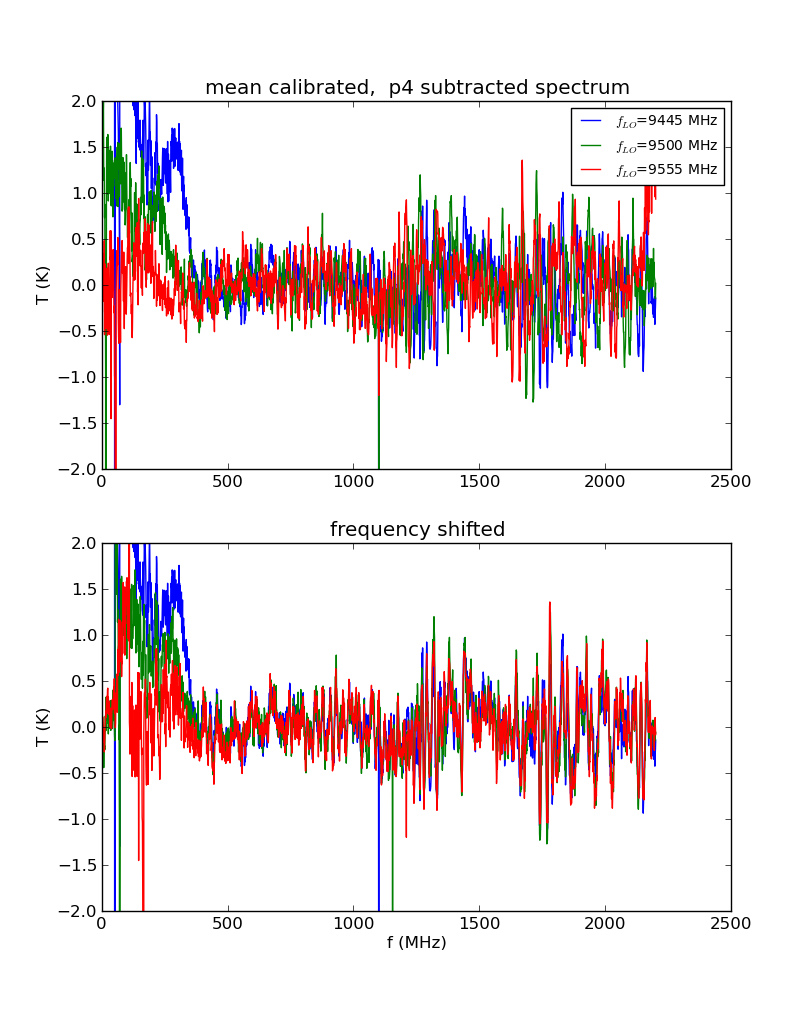 mean calibrated,  p4 subtracted spectrum
2.0
1.5
1.0
0.5
0.0
−0.5
−1.0
−1.5
−2.0
T (K)
f_LO=9445 MHz
f_LO=9500 MHz
f_LO=9555 MHz
0 500 1000 1500 2000 2500
frequency shifted
2.0
1.5
1.0
0.5
0.0
−0.5
−1.0
−1.5
−2.0
T (K)
0 500 1000 1500 2000 2500
f (MHz)